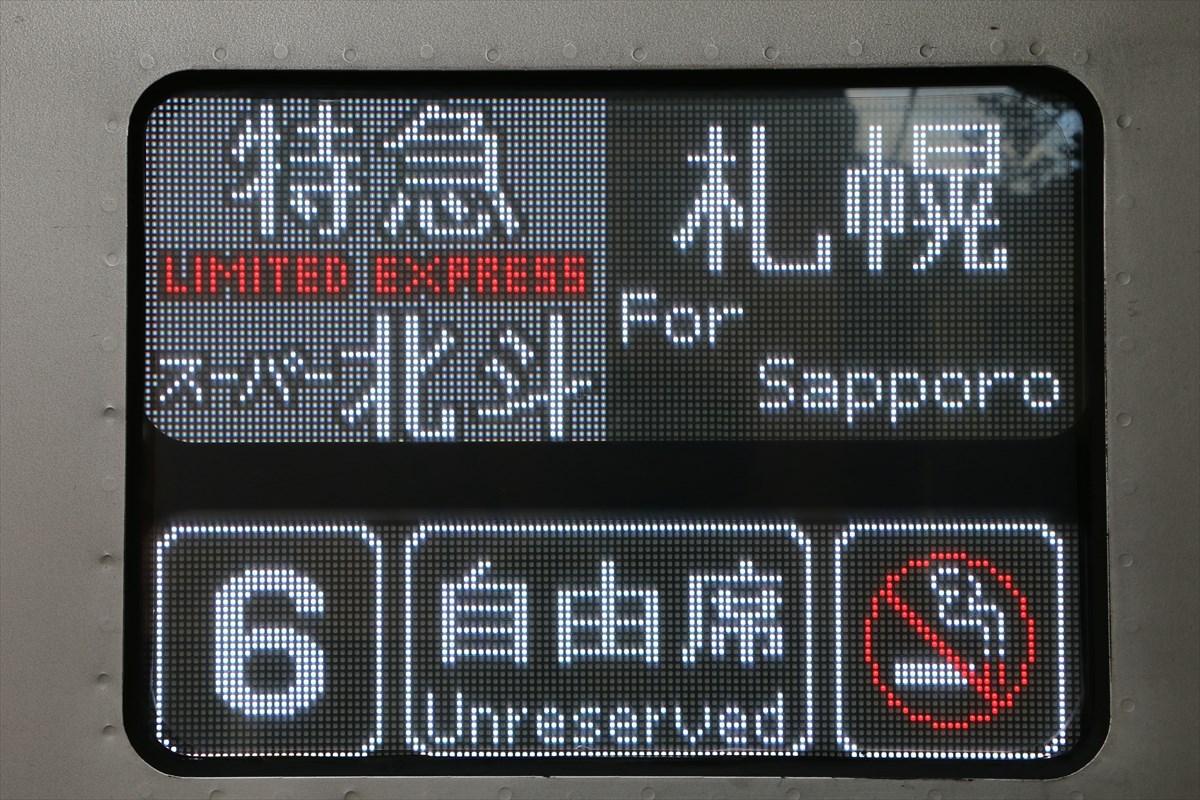 特急
LIMITED EXPRESS
スーパー北斗
札幌
For
Sapporo
6
自由席
Unreserved